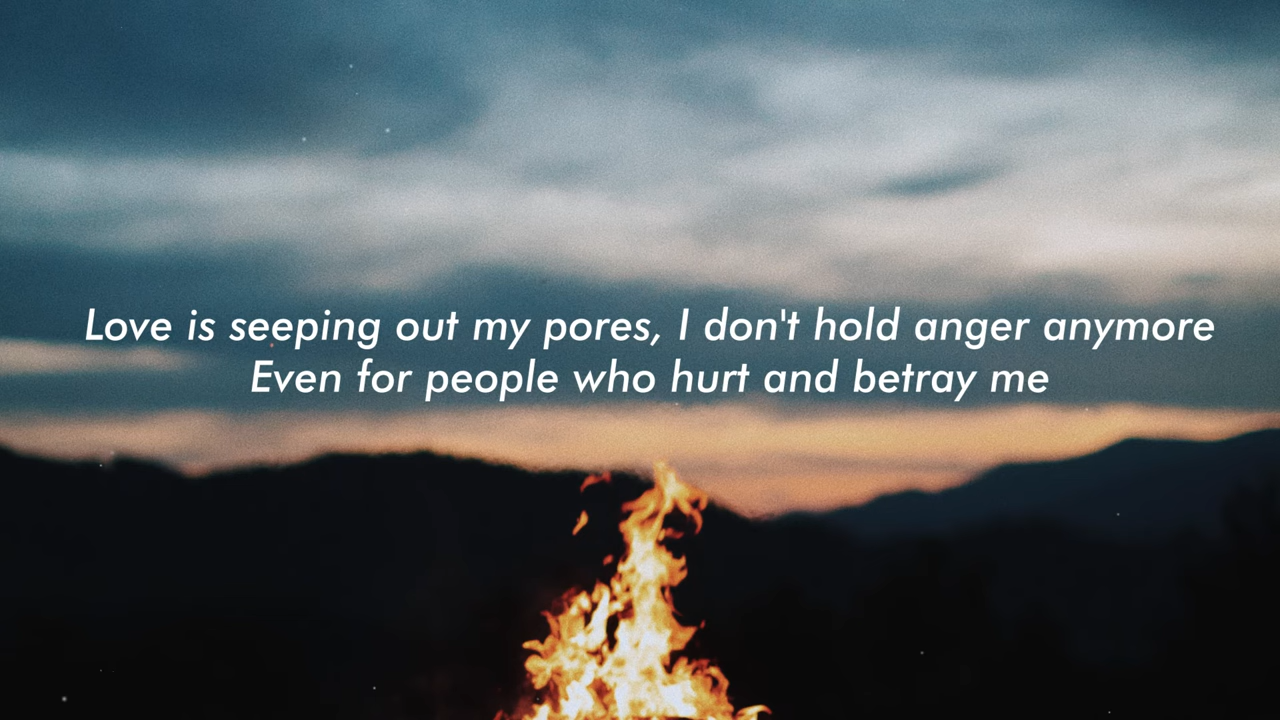 Love is seeping out my pores, I don't hold anger anymore
Even for people who hurt and betray me